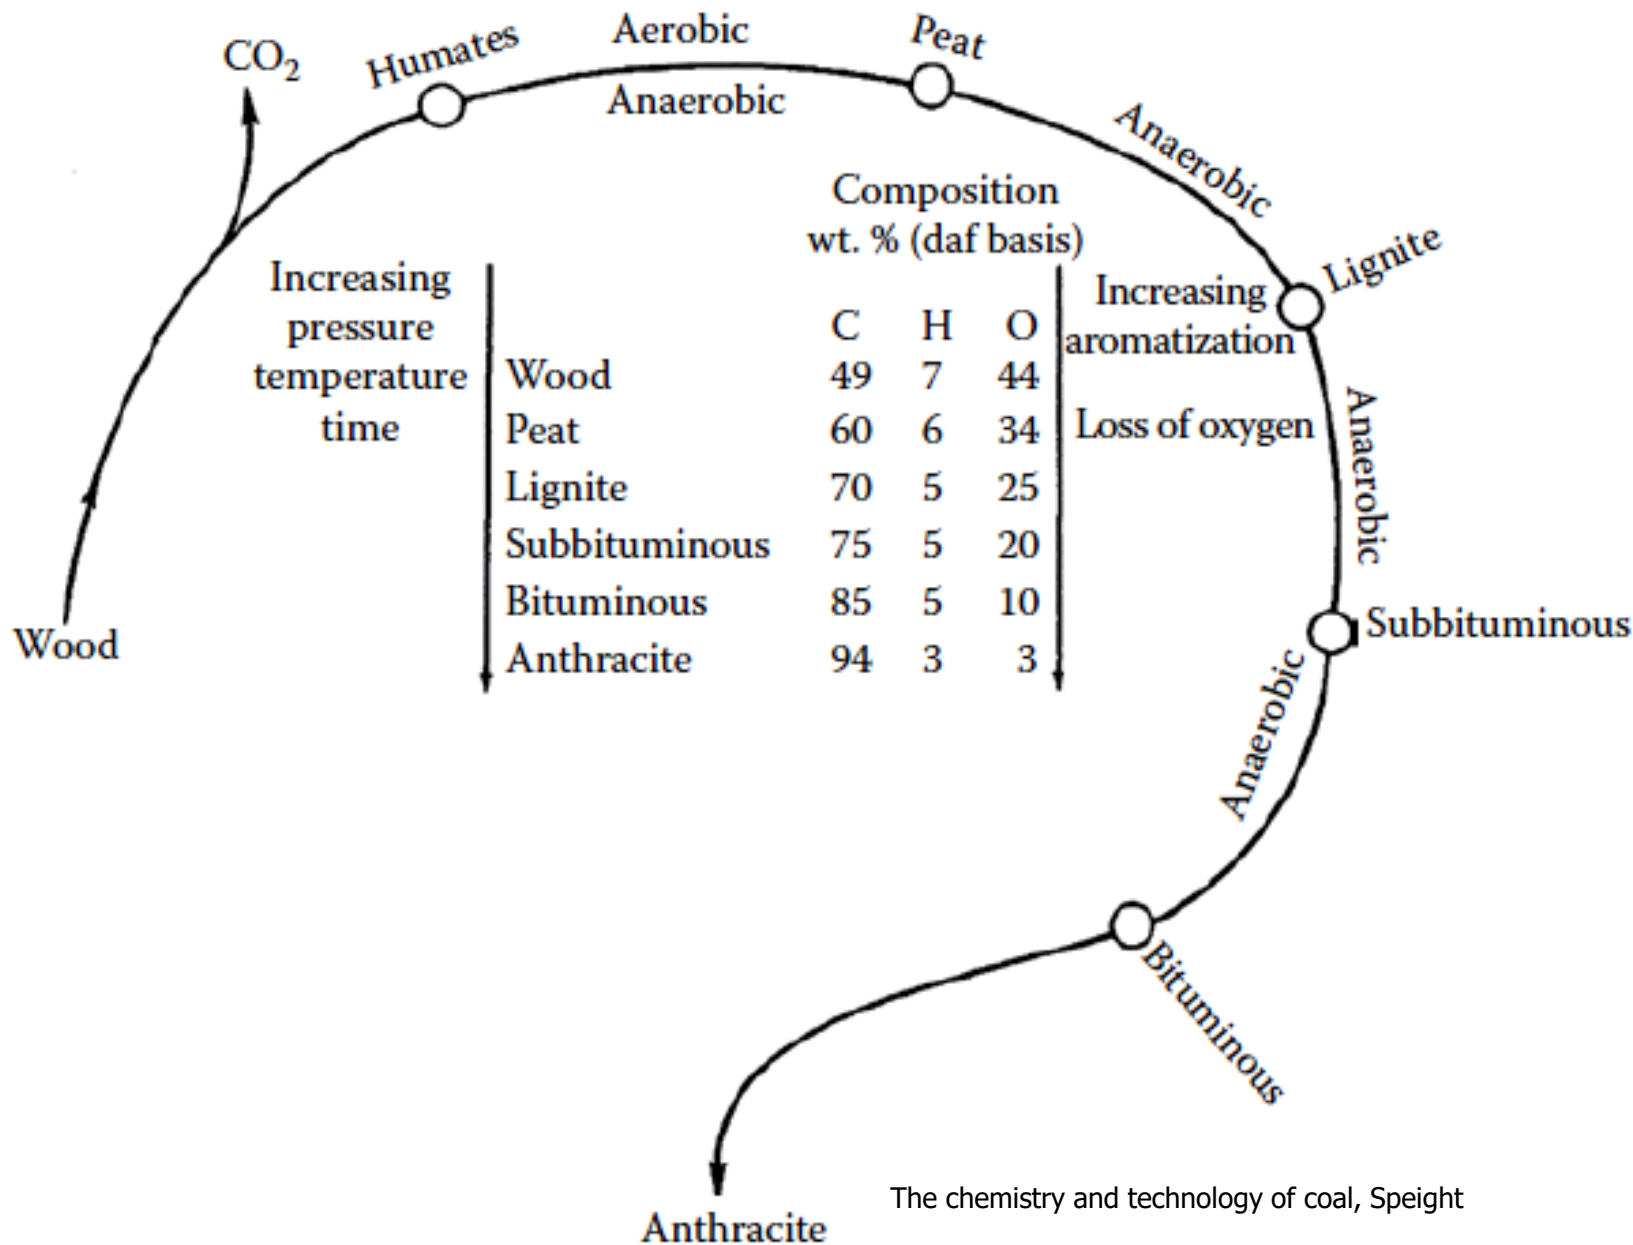 CO₂
Humates
Aerobic
Anaerobic
Peat
Anaerobic
Lignite
Anaerobic
Subbituminous
Anaerobic
Bituminous
Anthracite
Wood
Increasing
pressure
temperature
time
Composition
wt. % (daf basis)
C H O
Wood 49 7 44
Peat 60 6 34
Lignite 70 5 25
Subbituminous 75 5 20
Bituminous 85 5 10
Anthracite 94 3 3
Increasing
aromatization
Loss of oxygen
The chemistry and technology of coal, Speight